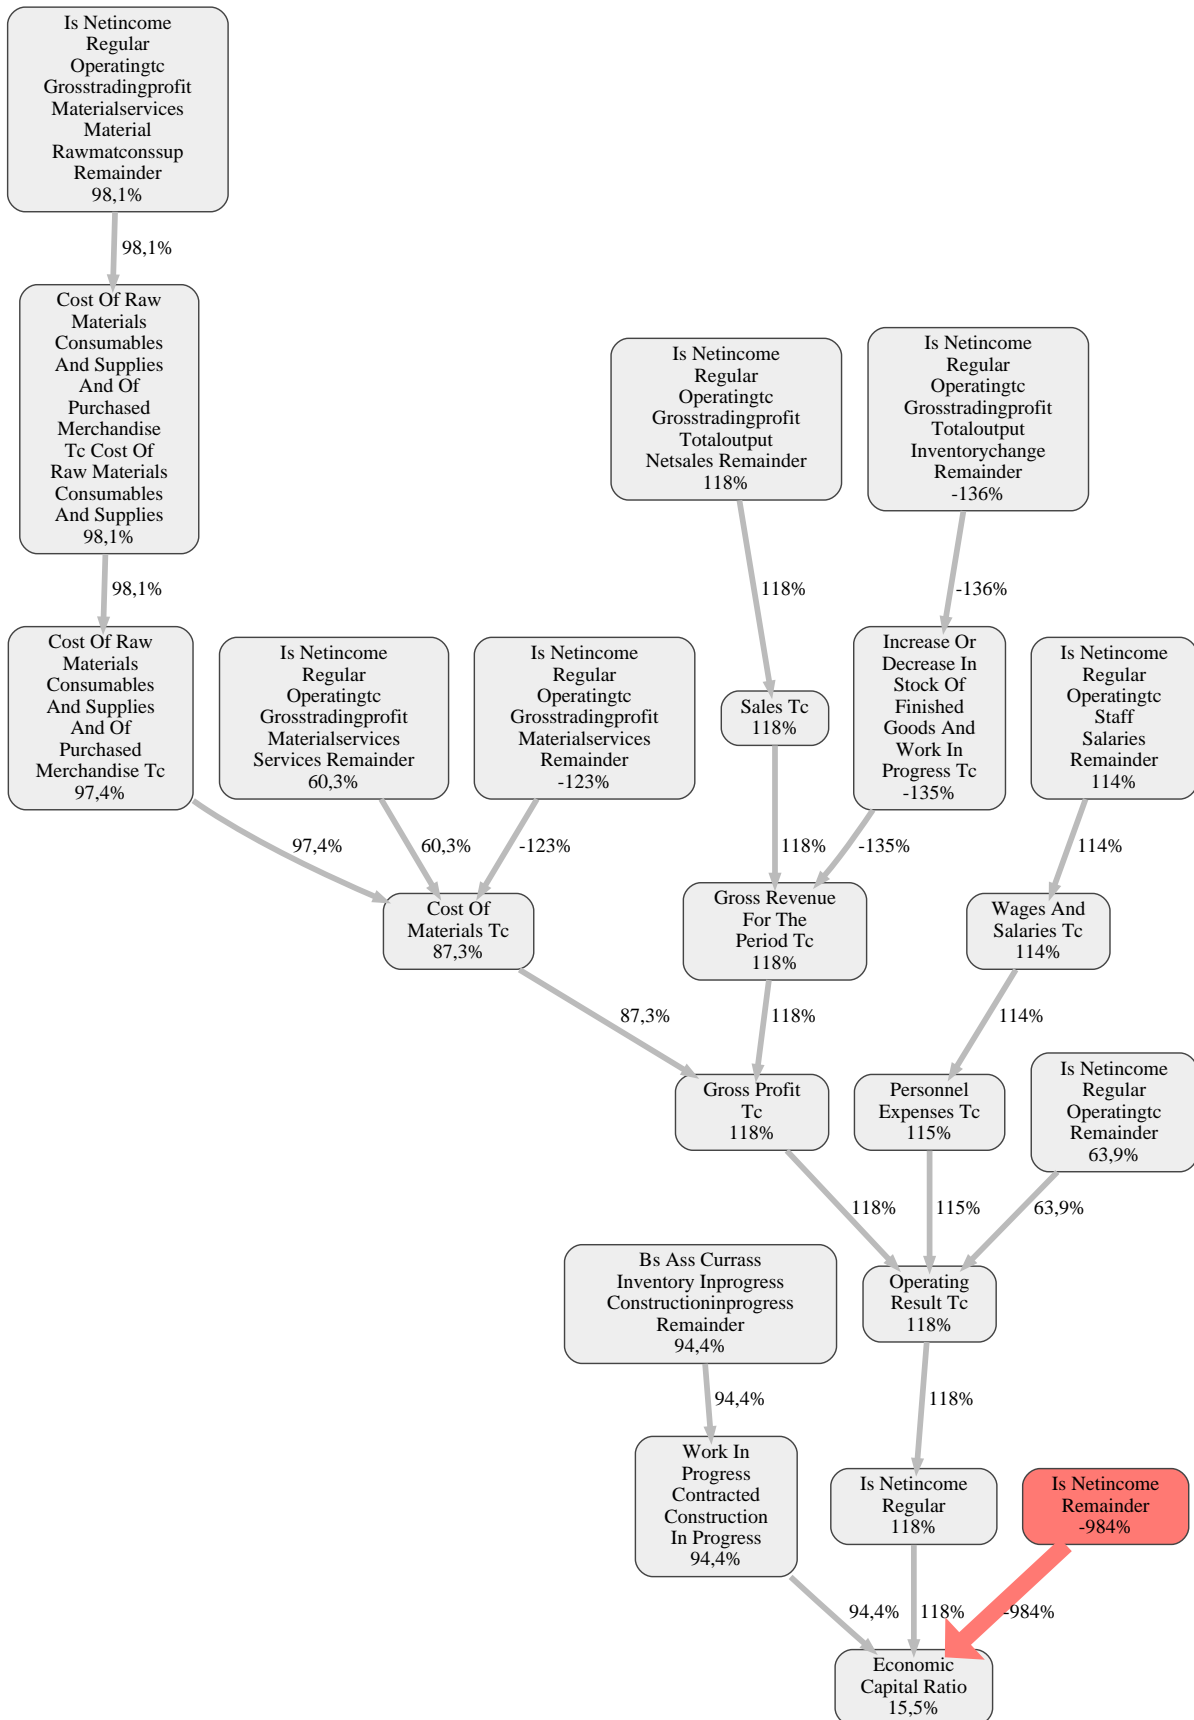 Is Netincome
Regular
Operatingtc
Grosstradingprofit
Materialservices
Material
Rawmatconssup
Remainder
98,1%
98,1%
Cost Of Raw
Materials
Consumables
And Supplies
And Of
Purchased
Merchandise
Tc Cost Of
Raw Materials
Consumables
And Supplies
98,1%
Is Netincome
Regular
Operatingtc
Grosstradingprofit
Totaloutput
Netsales Remainder
118%
Is Netincome
Regular
Operatingtc
Grosstradingprofit
Totaloutput
Inventorychange
Remainder
-136%
98,1%
118%
-136%
Cost Of Raw
Materials
Consumables
And Supplies
And Of
Purchased
Merchandise Tc
97,4%
Is Netincome
Regular
Operatingtc
Grosstradingprofit
Materialservices
Services Remainder
60,3%
Is Netincome
Regular
Operatingtc
Grosstradingprofit
Materialservices
Remainder
-123%
Sales Tc
118%
Increase Or
Decrease In
Stock Of
Finished
Goods And
Work In
Progress Tc
-135%
Is Netincome
Regular
Operatingtc
Staff
Salaries
Remainder
114%
97,4%
60,3%
-123%
118%
-135%
114%
Cost Of
Materials Tc
87,3%
Gross Revenue
For The
Period Tc
118%
Wages And
Salaries Tc
114%
87,3%
118%
114%
Gross Profit
Tc
118%
Personnel
Expenses Tc
115%
Is Netincome
Regular
Operatingtc
Remainder
63,9%
118%
115%
63,9%
Bs Ass Currass
Inventory Inprogress
Constructioninprogress
Remainder
94,4%
Operating
Result Tc
118%
94,4%
118%
Work In
Progress
Contracted
Construction
In Progress
94,4%
Is Netincome
Regular
118%
Is Netincome
Remainder
-984%
94,4%
118%
-984%
Economic
Capital Ratio
15,5%